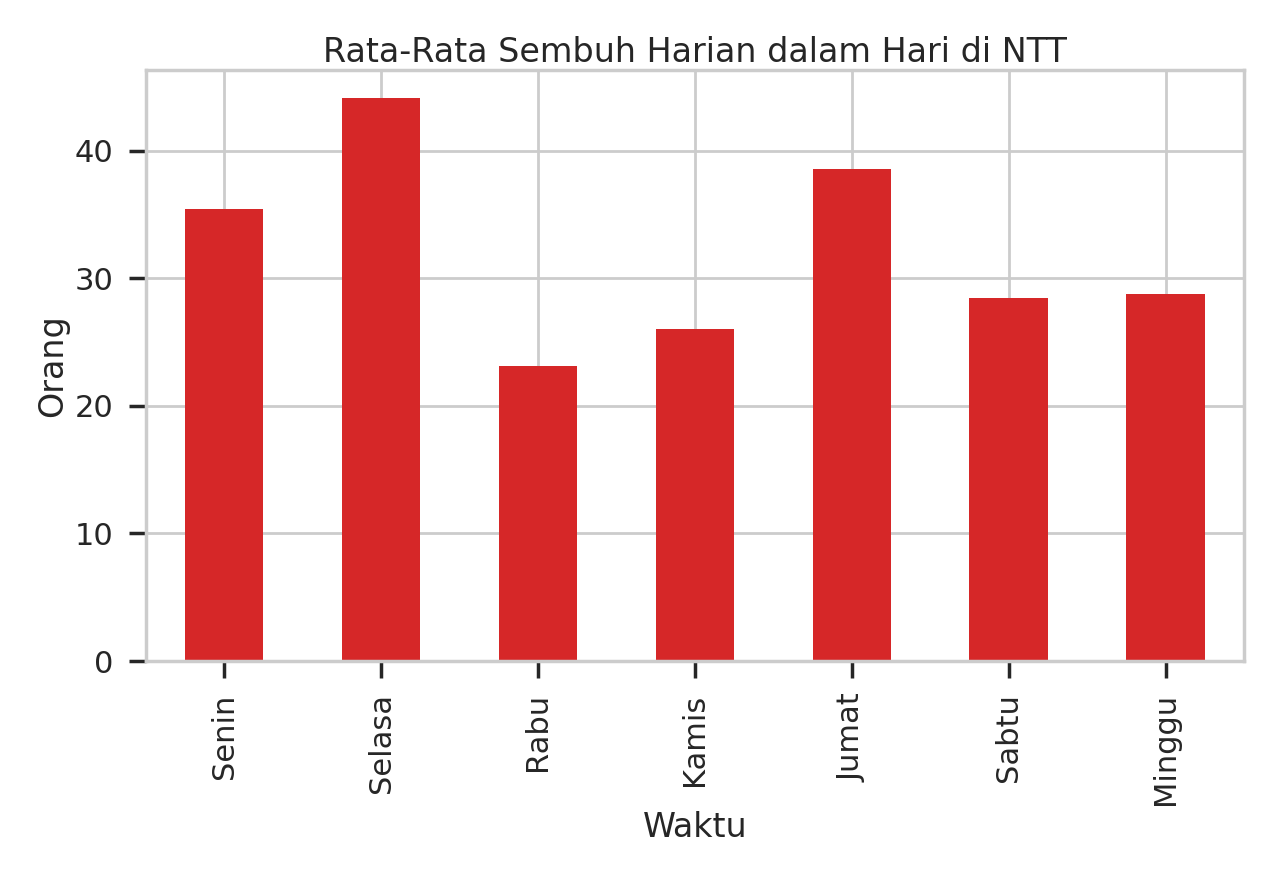 Rata-Rata Sembuh Harian dalam Hari di NTT
Orang
40
30
20
10
0
Senin
Selasa
Rabu
Kamis
Jumat
Sabtu
Minggu
Waktu